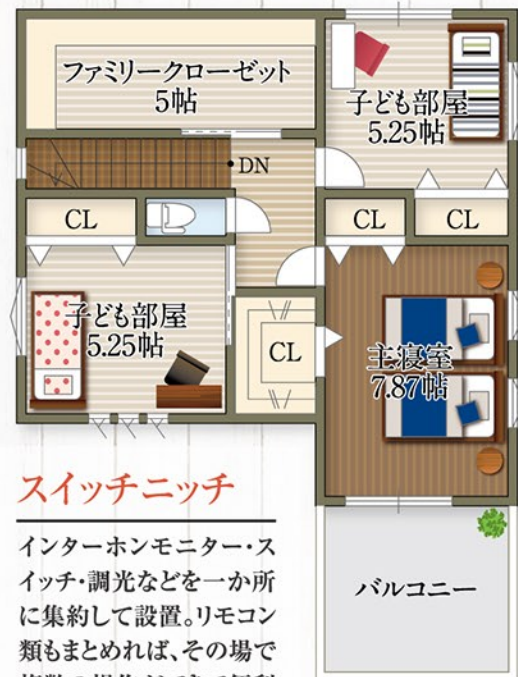 ファミリークローゼット
5帖
子ども部屋
5.25帖
DN
CL
CL
CL
子ども部屋
5.25帖
CL
主寝室
7.87帖
バルコニー
スイッチニッチ
インターホンモニター・ス
イッチ・調光などを一か所
に集約して設置。リモコン
類もまとめれば、その場で